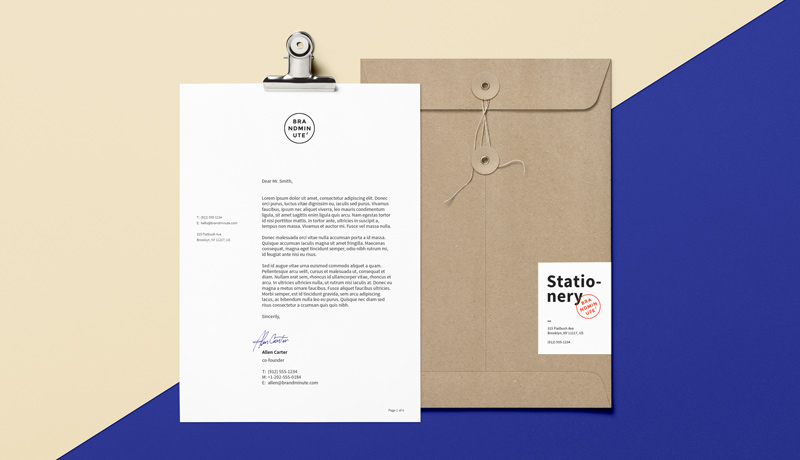 BRA
NDMIN
UTE'
Dear Mr. Smith,
Lorem ipsum dolor sit amet, consectetur adipiscing elit. Donec
orci purus, luctus vitae dignissim eu, iaculis sed purus. Vivamus
faucibus, ipsum nec aliquet viverra, leo mauris condimentum
ligula, sit amet sagittis enim ligula quis arcu. Nam egestas tortor
id nisi porttitor mattis. In tortor ante, ultricies in suscipit a,
tempus non massa. Vivamus et auctor mi. Fusce vel massa nulla.
T: (912) 555-1234
E: hello@brandminute.com
315 Flatbush Ave
Brooklyn, NY 11217, US
Donec malesuada orci vitae nulla accumsan porta a id massa.
Quisque accumsan iaculis magna sit amet fringilla. Maecenas
consequat, magna eget tincidunt semper, odio nibh rutrum mi,
id feugiat ante nisi eu risus.
Sed id augue vitae urna euismod commodo aliquet a quam.
Pellentesque arcu velit, cursus et malesuada ut, consequat et
diam. Nullam erat sem, rhoncus id ullamcorper vitae, rhoncus et
arcu. In ultricies ultricies nulla, ut rutrum nisi iaculis at. Donec eu
magna a metus ornare faucibus. Fusce aliquet faucibus tristique.
Morbi semper, est id tincidunt gravida, sem arcu adipiscing
lacus, ac bibendum nulla leo eu purus. Quisque nec diam sed
risus consectetur a ccumsan quis quis nibh.
Sincerely,
Allen Carter
Allen Carter
co-founder
T: (912) 555-1234
M: +1-202-555-0184
E: allen@brandminute.com
Page 1 of 4
Statio-
nery
BRA
NDMIN
UTE'
315 Flatbush Ave
Brooklyn, NY 11217, US
(912) 555-1234